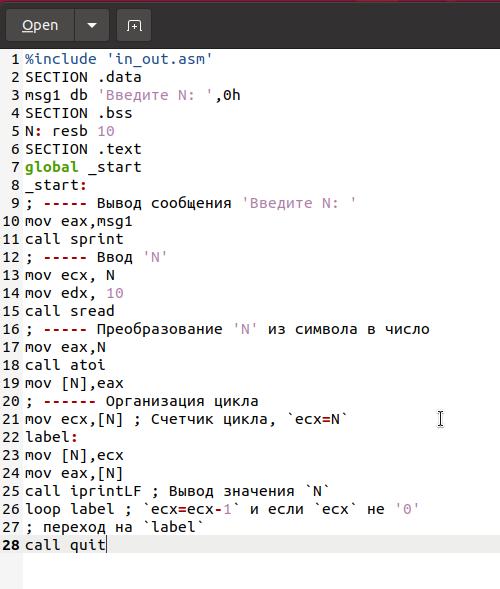 Open
1 %include 'in_out.asm'
2 SECTION .data
3 msg1 db 'Введите N: ',0h
4 SECTION .bss
5 N: resb 10
6 SECTION .text
7 global _start
8 _start:
9 ; ----- Вывод сообщения 'Введите N: '
10 mov eax,msg1
11 call sprint
12 ; ----- Ввод 'N'
13 mov ecx, N
14 mov edx, 10
15 call sread
16 ; ----- Преобразование 'N' из символа в число
17 mov eax,N
18 call atoi
19 mov [N],eax
20 ; ------ Организация цикла
21 mov ecx,[N] ; Счетчик цикла, `ecx=N`
22 label:
23 mov [N],ecx
24 mov eax,[N]
25 call iprintLF ; Вывод значения `N`
26 loop label ; `ecx=ecx-1` и если `ecx` не '0'
27 ; переход на `label`
28 call quit